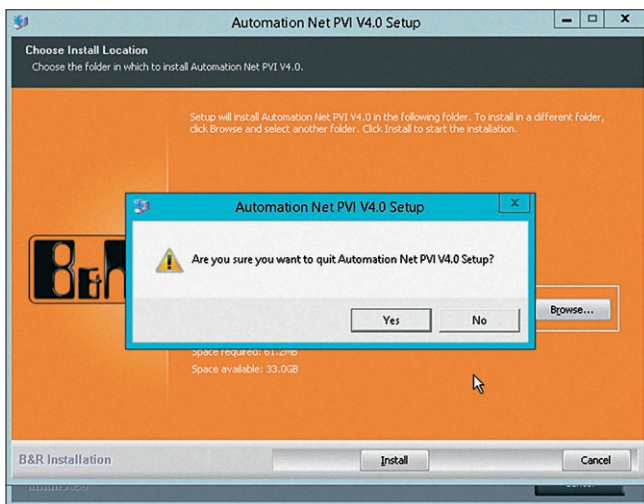 Automation Net PVI V4.0 Setup
Choose Install Location
Choose the folder in which to install Automation Net PVI V4.0.
Setup will install Automation Net PVI V4.0 in the following folder. To install in a different folder,
click Browse and select another folder. Click Install to start the installation.
Automation Net PVI V4.0 Setup
Are you sure you want to quit Automation Net PVI V4.0 Setup?
Yes
No
Browse...
Space required: 61.2MB
Space available: 33.0GB
B&R Installation
Install
Cancel